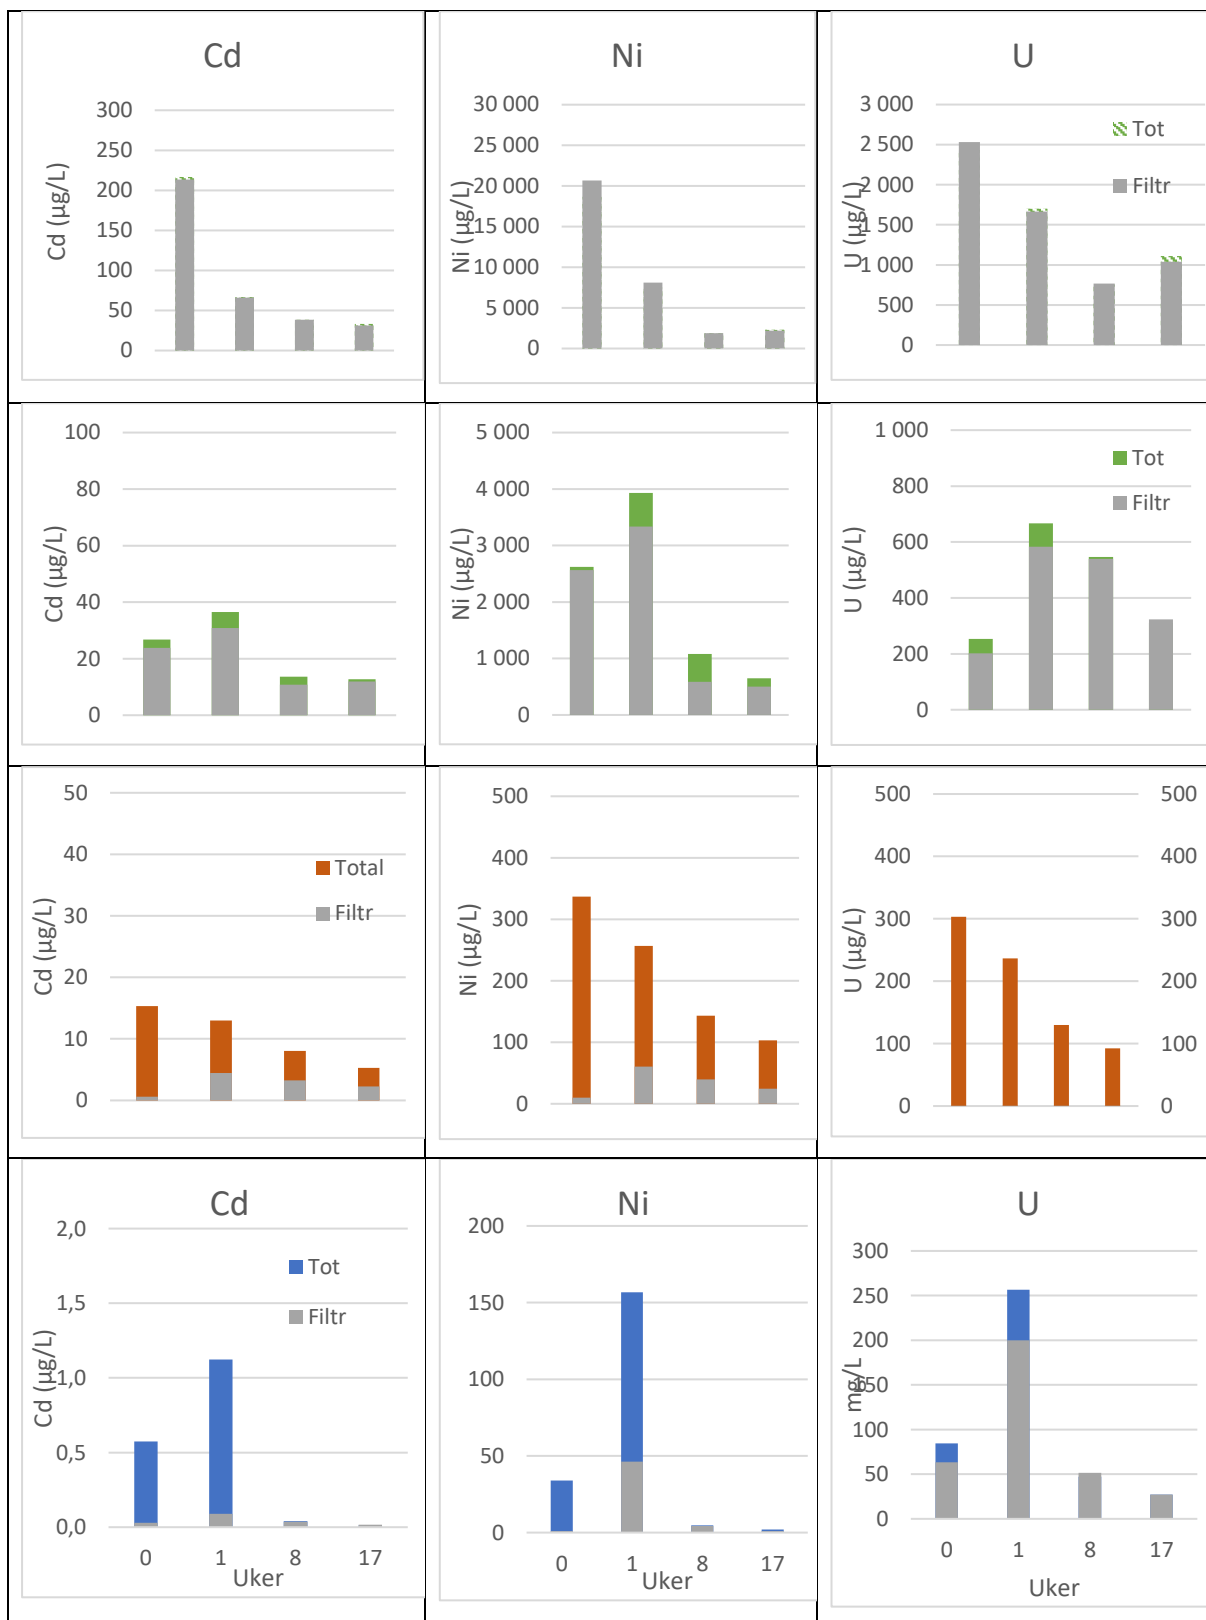 Cd
300
250
200
150
100
50
0
Cd (µg/L)
Ni
30 000
25 000
20 000
15 000
10 000
5 000
0
Ni (µg/L)
U
3 000
2 500
2 000
1 500
1 000
500
0
U (µg/L)
Tot
Filtr
100
80
60
40
20
0
Cd (µg/L)
5 000
4 000
3 000
2 000
1 000
0
Ni (µg/L)
1 000
800
600
400
200
0
U (µg/L)
Tot
Filtr
50
40
30
20
10
0
Cd (µg/L)
Total
Filtr
500
400
300
200
100
0
Ni (µg/L)
500
400
300
200
100
0
U (µg/L)
500
400
300
200
100
0
Cd
2,0
1,5
1,0
0,5
0,0
Cd (µg/L)
Tot
Filtr
0 1 8 17
Uker
Ni
200
150
100
50
0
0 1 8 17
Uker
U
300
250
200
150
100
50
0
mg/L
0 1 8 17
Uker